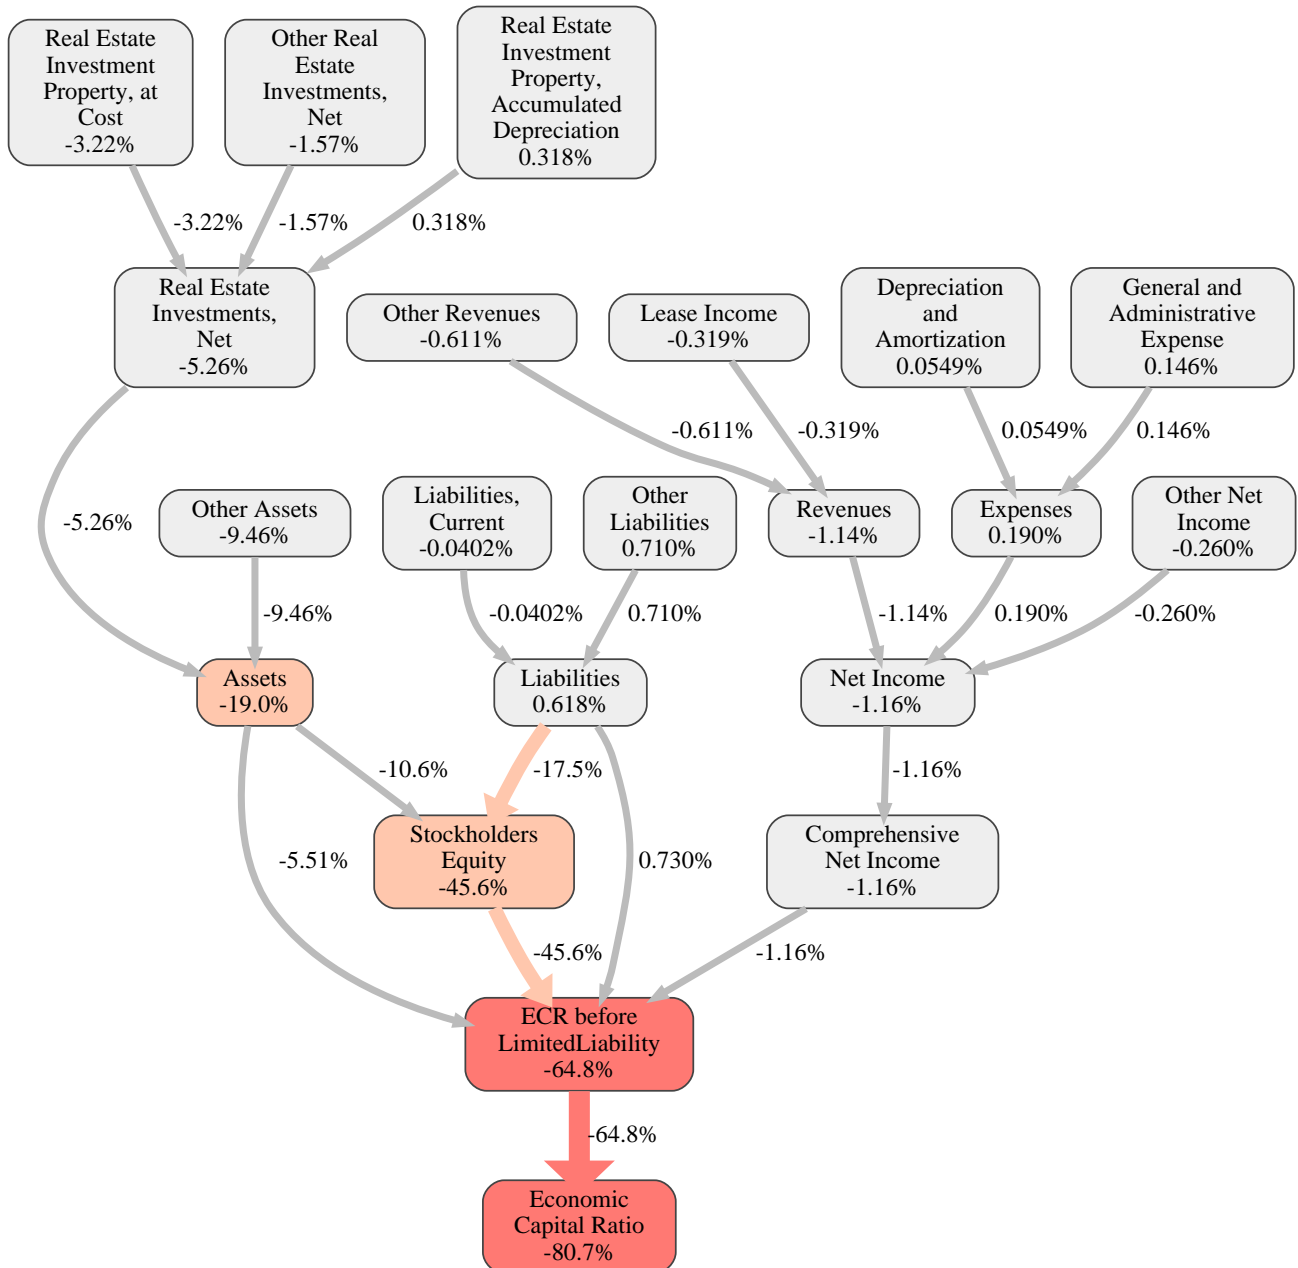 Real Estate
Investment
Property, at
Cost
-3.22%
Other Real
Estate
Investments,
Net
-1.57%
Real Estate
Investment
Property,
Accumulated
Depreciation
0.318%
-3.22%
-1.57%
0.318%
Real Estate
Investments,
Net
-5.26%
Other Revenues
-0.611%
Lease Income
-0.319%
Depreciation
and
Amortization
0.0549%
General and
Administrative
Expense
0.146%
-0.611%
-0.319%
0.0549%
0.146%
-5.26%
Other Assets
-9.46%
Liabilities,
Current
-0.0402%
Other
Liabilities
0.710%
Revenues
-1.14%
Expenses
0.190%
Other Net
Income
-0.260%
-9.46%
-0.0402%
0.710%
-1.14%
0.190%
-0.260%
Assets
-19.0%
Liabilities
0.618%
Net Income
-1.16%
-10.6%
-17.5%
-1.16%
-5.51%
Stockholders
Equity
-45.6%
0.730%
Comprehensive
Net Income
-1.16%
-45.6%
-1.16%
ECR before
LimitedLiability
-64.8%
-64.8%
Economic
Capital Ratio
-80.7%